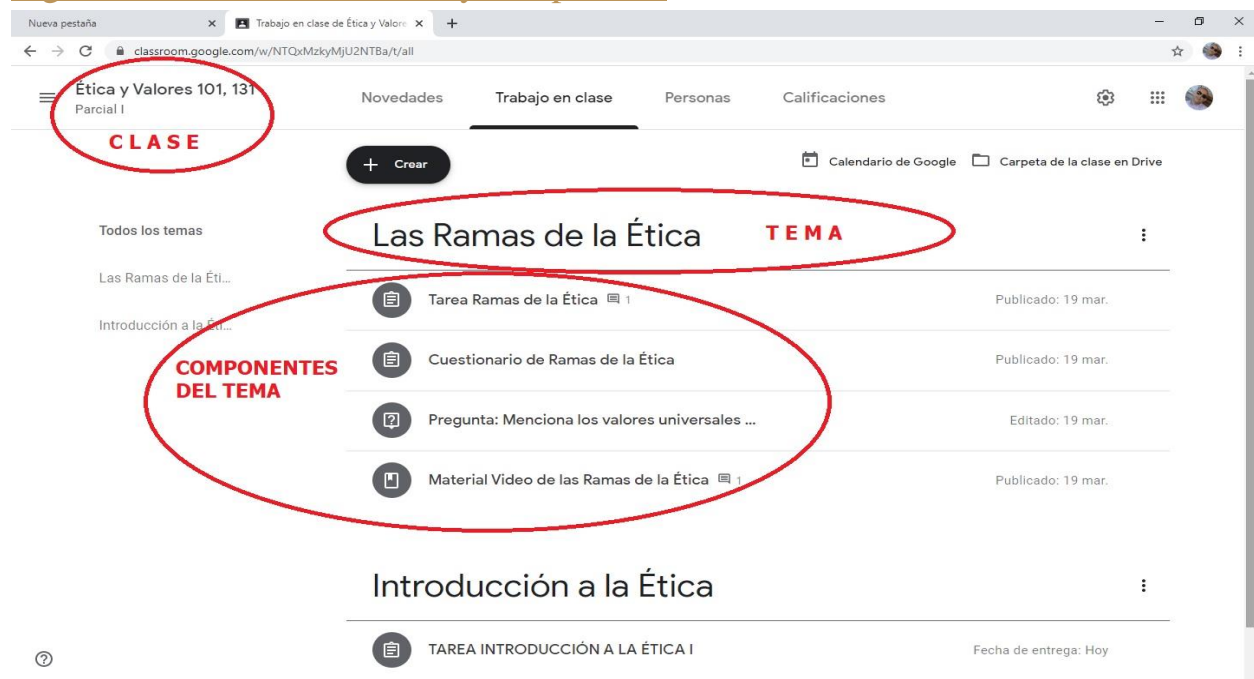 Nueva pestaña
Trabajo en clase de Ética y Valore
classroom.google.com/w/NTQxMzkyMjU2NTBa/t/all
Ética y Valores 101, 131
Parcial I
CLASE
Novedades Trabajo en clase Personas Calificaciones
Crear
Calendario de Google Carpeta de la clase en Drive
Todos los temas
Las Ramas de la Éti...
Introducción a la Éti...
Las Ramas de la Ética TEMA
COMPONENTES
DEL TEMA
Tarea Ramas de la Ética 1 Publicado: 19 mar.
Cuestionario de Ramas de la Ética Publicado: 19 mar.
Pregunta: Menciona los valores universales ... Editado: 19 mar.
Material Video de las Ramas de la Ética 1 Publicado: 19 mar.
Introducción a la Ética
TAREA INTRODUCCIÓN A LA ÉTICA I Fecha de entrega: Hoy